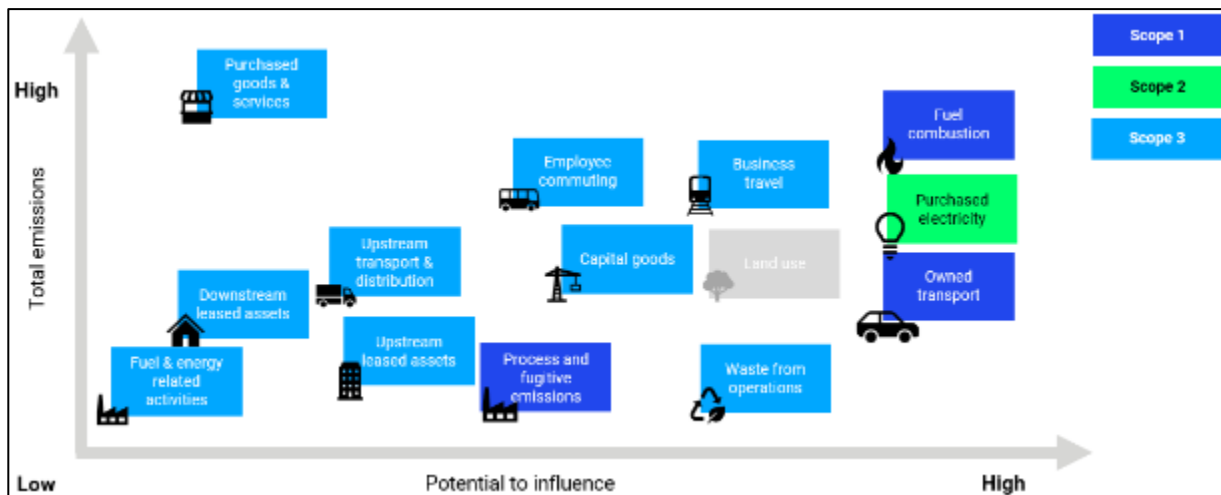 High
Total emissions
Low
Potential to influence
High
Purchased
goods &
services
Employee
commuting
Business
travel
Fuel
combustion
Purchased
electricity
Upstream
transport &
distribution
Capital goods
Land use
Owned
transport
Downstream
leased assets
Fuel & energy
related
activities
Upstream
leased assets
Process and
fugitive
emissions
Waste from
operations
Scope 1
Scope 2
Scope 3